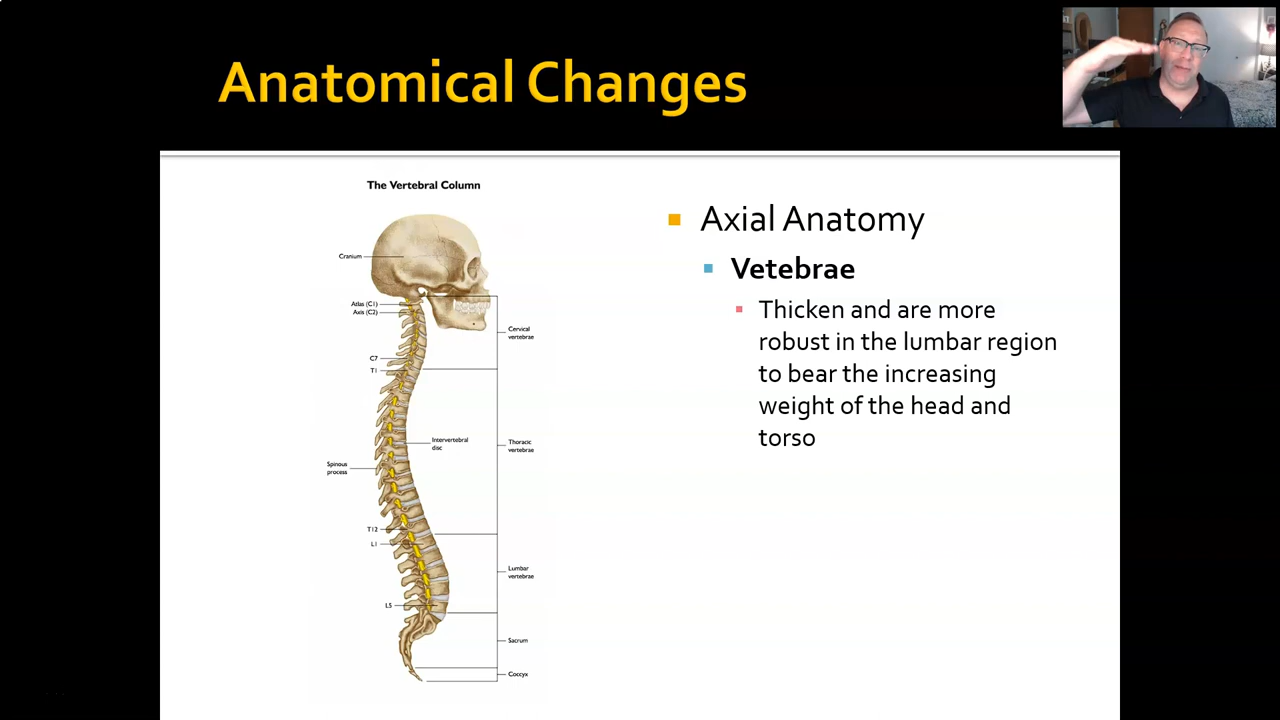 Anatomical Changes
The Vertebral Column
Cranium
Atlas (C1)
Axis (C2)
Cervical
vertebrae
C7
T1
Intervertebral
disc
Thoracic
vertebrae
Spinous
process
T12
L1
Lumbar
vertebrae
L5
Sacrum
Coccyx
Axial Anatomy
Vetebrae
Thicken and are more
robust in the lumbar region
to bear the increasing
weight of the head and
torso